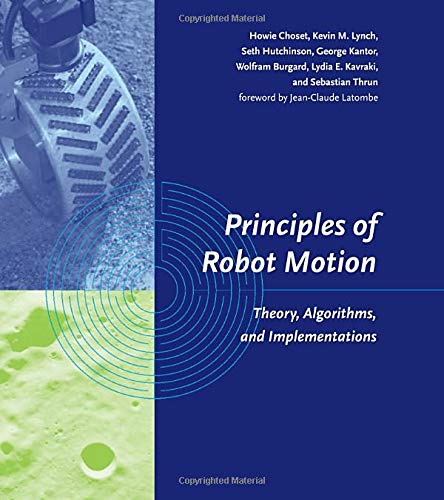 Copyrighted Material
Howie Choset, Kevin M. Lynch,
Seth Hutchinson, George Kantor,
Wolfram Burgard, Lydia E. Kavraki,
and Sebastian Thrun
foreword by Jean-Claude Latombe
Principles of
Robot Motion
Theory, Algorithms,
and Implementations
Copyrighted Material